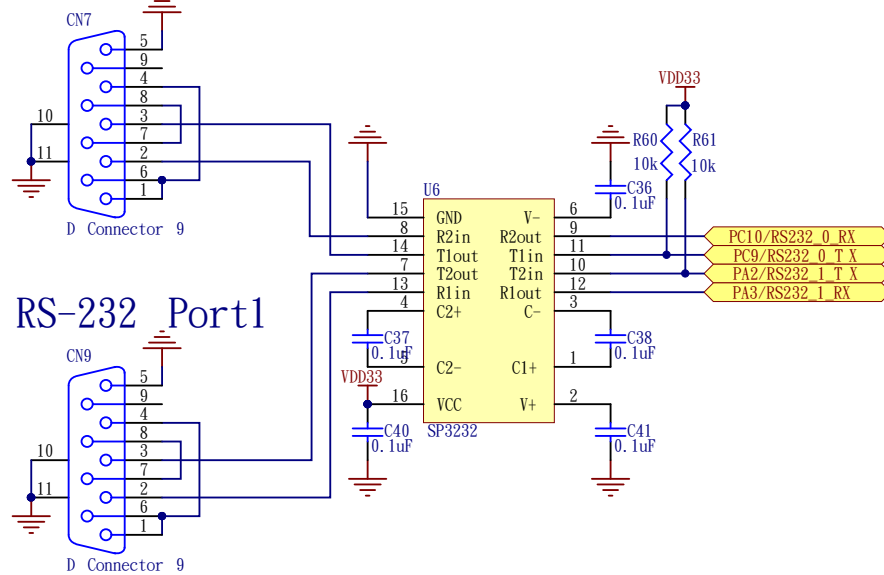 CN7
5
9
4
8
3
7
2
6
1
10
11
D Connector 9
RS-232 Port1
CN9
5
9
4
8
3
7
2
6
1
10
11
D Connector 9
U6
15 GND
8 R2in
14 T1out
7 T2out
13 R1in
4 C2+
5 C2-
16 VCC
V- 6
R2out 9
T1in 11
T2in 10
R1out 12
C- 3
C1+ 1
V+ 2
SP3232
C37
0.1uF
VDD33
C40
0.1uF
C36
0.1uF
C38
0.1uF
C41
0.1uF
VDD33
R60
10k
R61
10k
PC10/RS232_0_RX
PC9/RS232_0_T X
PA2/RS232_1_T X
PA3/RS232_1_RX